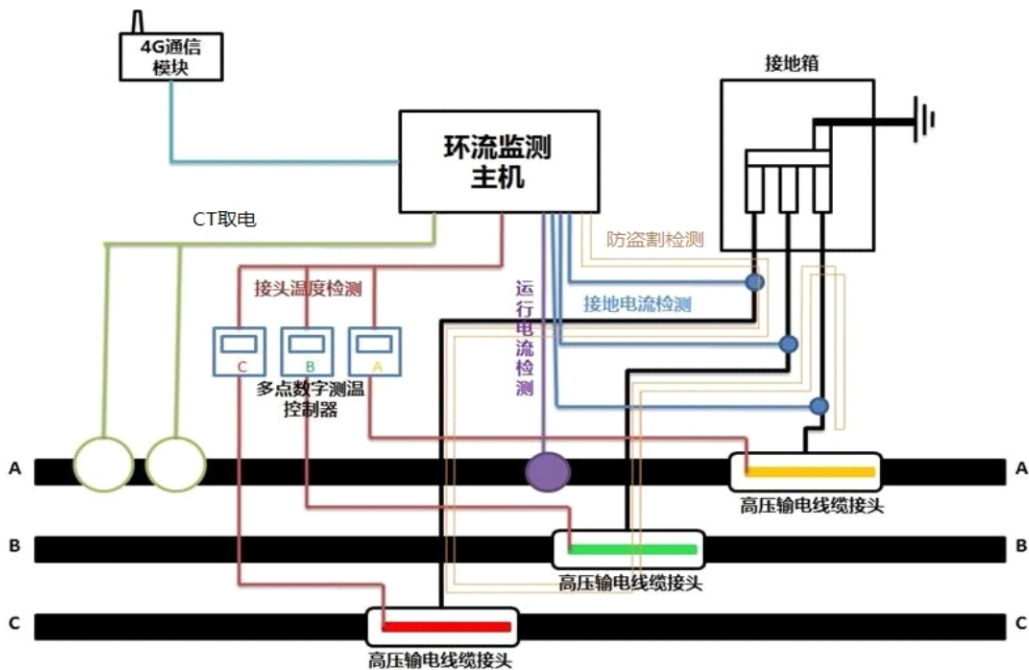 4G通信
模块
接地箱
环流监测
主机
CT取电
防盗割检测
接头温度检测
运行电流检测
接地电流检测
C
B
A
多点数字测温
控制器
A
A
高压输电线缆接头
B
B
高压输电线缆接头
C
C
高压输电线缆接头